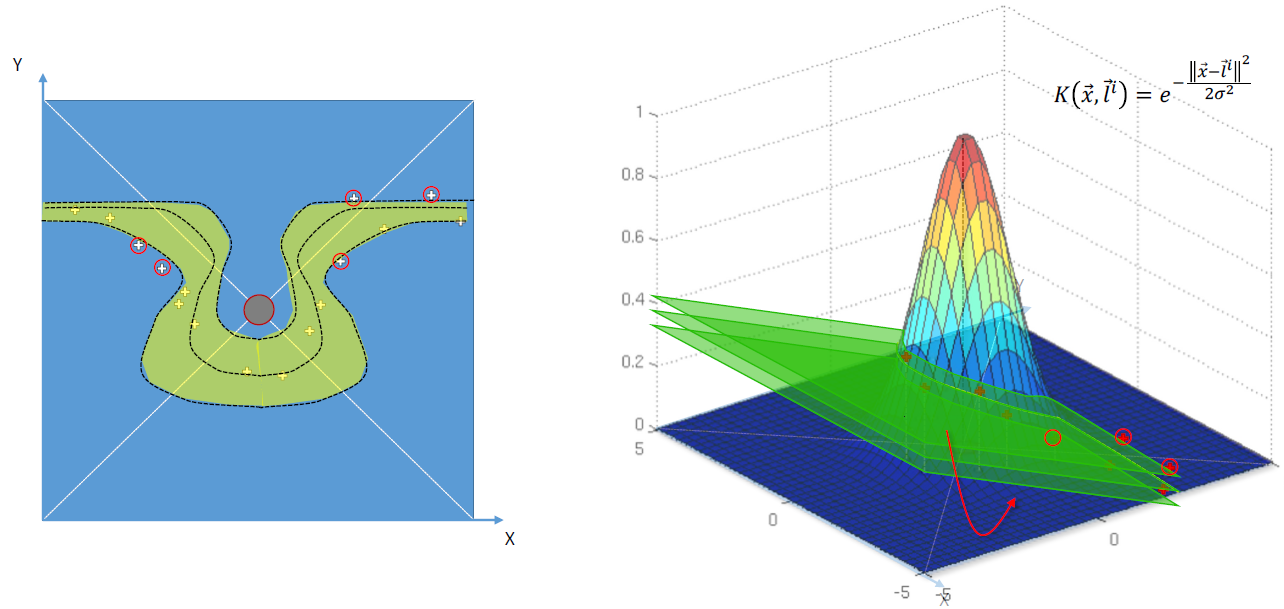 Y
X
K(x⃗, l⃗ⁱ) = e^(-‖x⃗-l⃗ⁱ‖²/2σ²)
1
0.8
0.6
0.4
0.2
0
5
0
-5
-5
0
X
Y